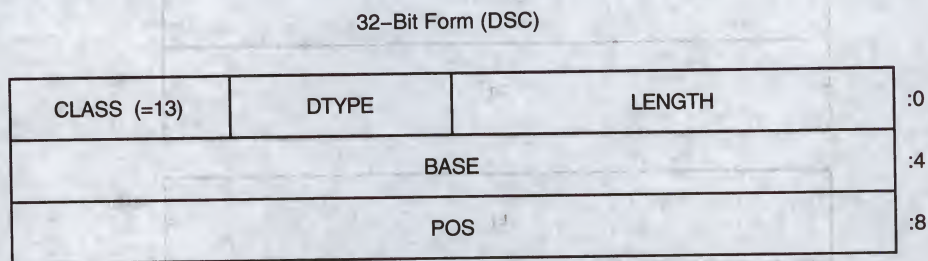 32–Bit Form (DSC)
CLASS (=13) DTYPE LENGTH :0
BASE :4
POS :8